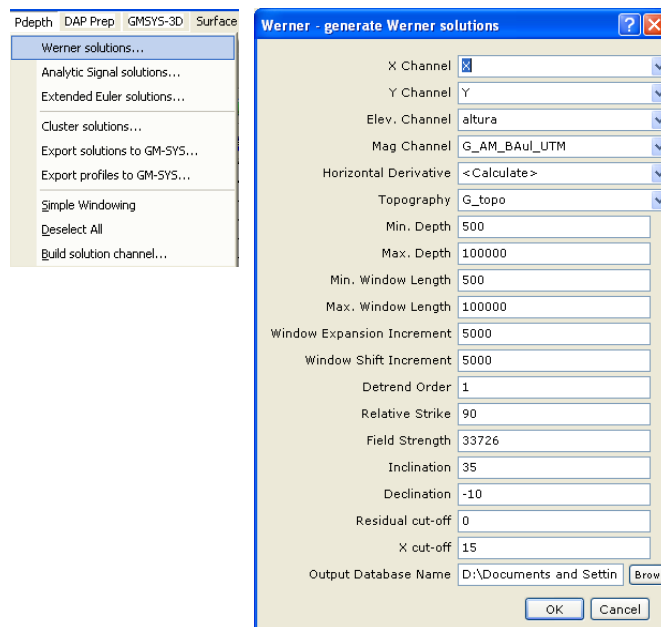 Pdepth DAP Prep GMSYS-3D Surface
Werner solutions...
Analytic Signal solutions...
Extended Euler solutions...
Cluster solutions...
Export solutions to GM-SYS...
Export profiles to GM-SYS...
Simple Windowing
Deselect All
Build solution channel...
Werner - generate Werner solutions
X Channel X
Y Channel Y
Elev. Channel altura
Mag Channel G_AM_BAul_UTM
Horizontal Derivative <Calculate>
Topography G_topo
Min. Depth 500
Max. Depth 100000
Min. Window Length 500
Max. Window Length 100000
Window Expansion Increment 5000
Window Shift Increment 5000
Detrend Order 1
Relative Strike 90
Field Strength 33726
Inclination 35
Declination -10
Residual cut-off 0
X cut-off 15
Output Database Name D:\Documents and Settin Brow
OK Cancel